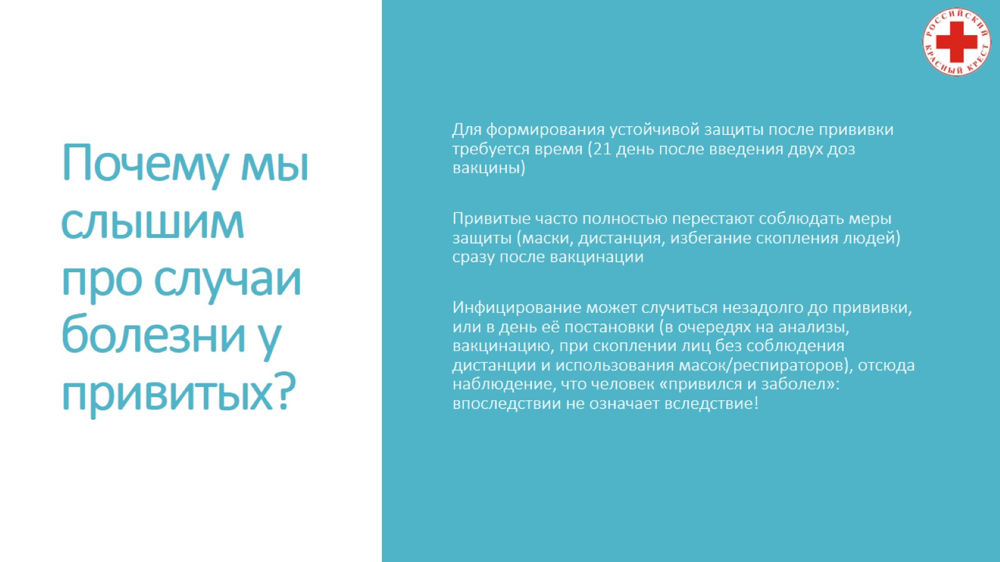 Почему мы
слышим
про случаи
болезни у
привитых?
РОССИЙСКИЙ
КРАСНЫЙ КРЕСТ
Для формирования устойчивой защиты после прививки
требуется время (21 день после введения двух доз
вакцины)
Привитые часто полностью перестают соблюдать меры
защиты (маски, дистанция, избегание скопления людей)
сразу после вакцинации
Инфицирование может случиться незадолго до прививки,
или в день её постановки (в очередях на анализы,
вакцинацию, при скоплении лиц без соблюдения
дистанции и использования масок/респираторов), отсюда
наблюдение, что человек «привился и заболел»:
впоследствии не означает вследствие!